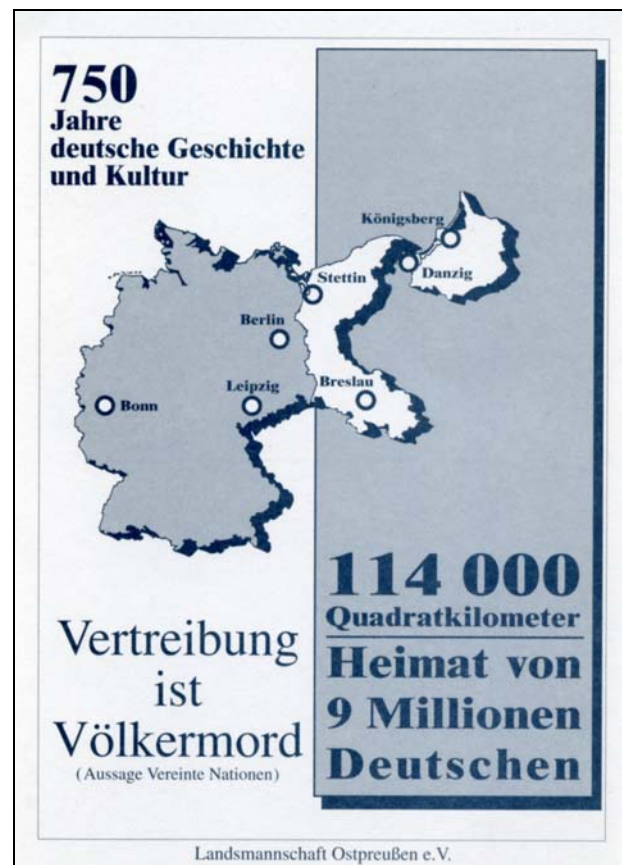 750
Jahre
deutsche Geschichte
und Kultur
Königsberg
Danzig
Stettin
Berlin
Leipzig
Breslau
Bonn
114 000
Quadratkilometer
Heimat von
9 Millionen
Deutschen
Vertreibung
ist
Völkermord
(Aussage Vereinte Nationen)
Landsmannschaft Ostpreußen e.V.